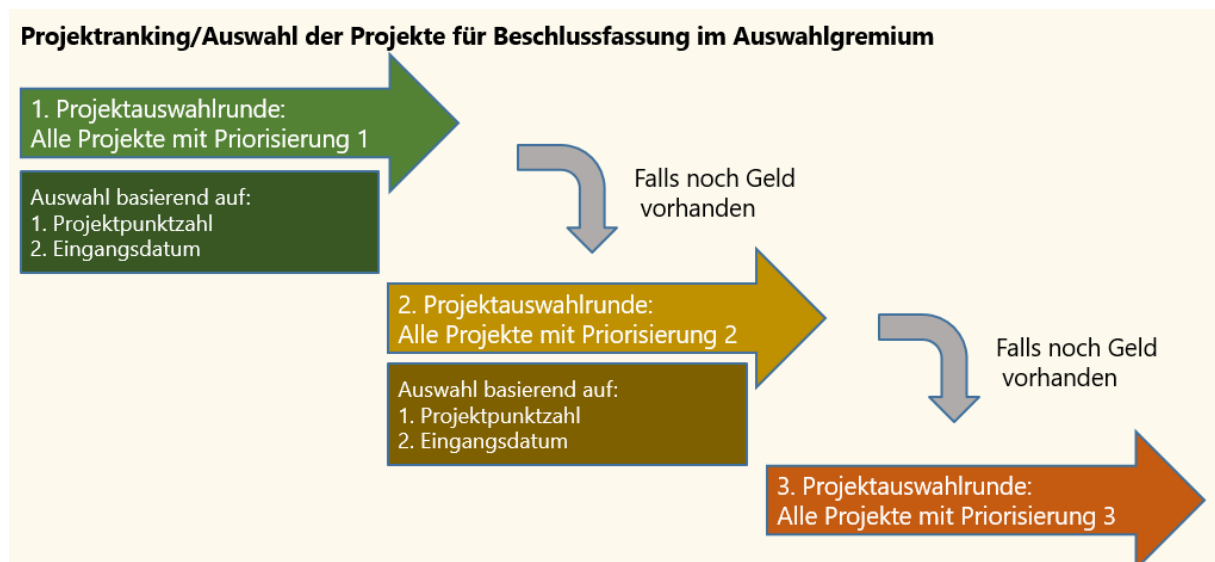 Projektranking/Auswahl der Projekte für Beschlussfassung im Auswahlgremium
1. Projektauswahlrunde:
Alle Projekte mit Priorisierung 1
Auswahl basierend auf:
1. Projektpunktzahl
2. Eingangsdatum
Falls noch Geld
vorhanden
2. Projektauswahlrunde:
Alle Projekte mit Priorisierung 2
Auswahl basierend auf:
1. Projektpunktzahl
2. Eingangsdatum
Falls noch Geld
vorhanden
3. Projektauswahlrunde:
Alle Projekte mit Priorisierung 3